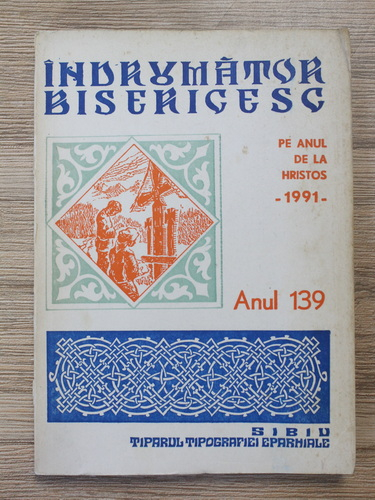 ÎNDRUMĂTOR
BISERICESC
PE ANUL
DE LA
HRISTOS
-1991-
Anul 139
SIBIU
TIPARUL TIPOGRAFIEI EPARHIALE